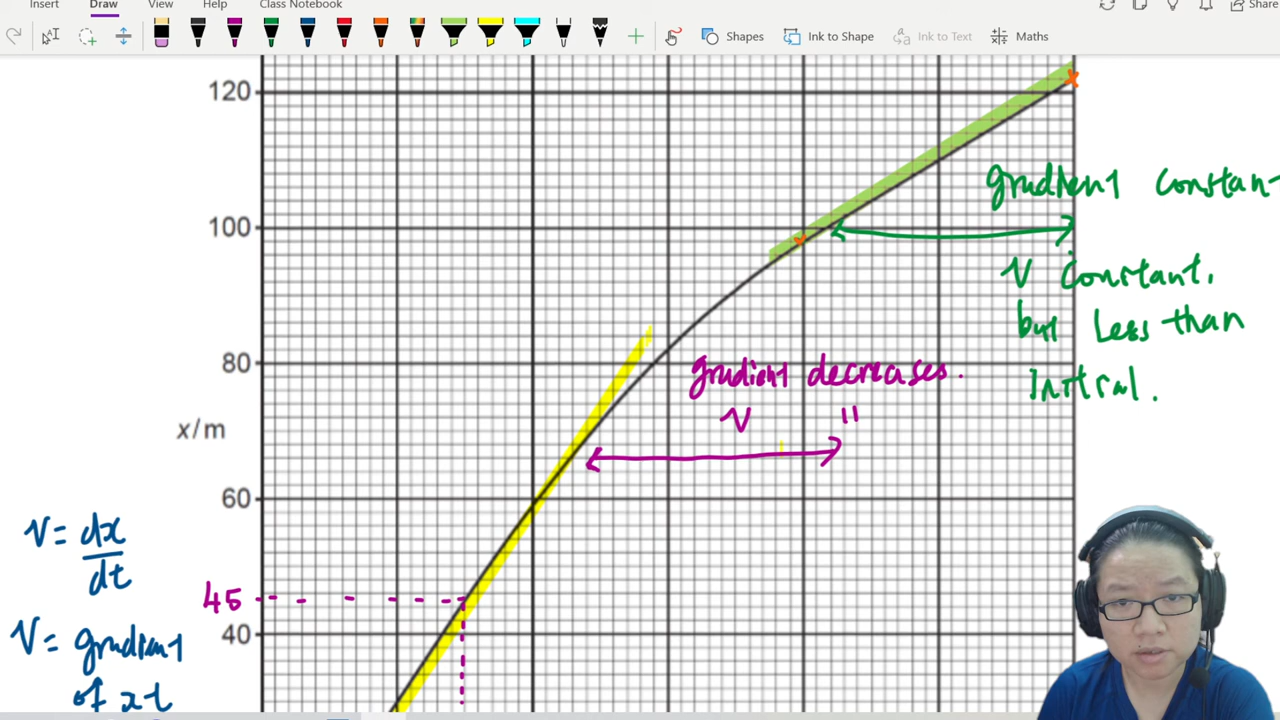 Insert Draw View Help Class Notebook
Share
Shapes Ink to Shape Ink to Text Maths
120
100
80
x/m
60
45
40
gradient constan
V constant,
but less than
Initial.
gradient decreases.
V "
V = dx
dt
V = gradient
of xt